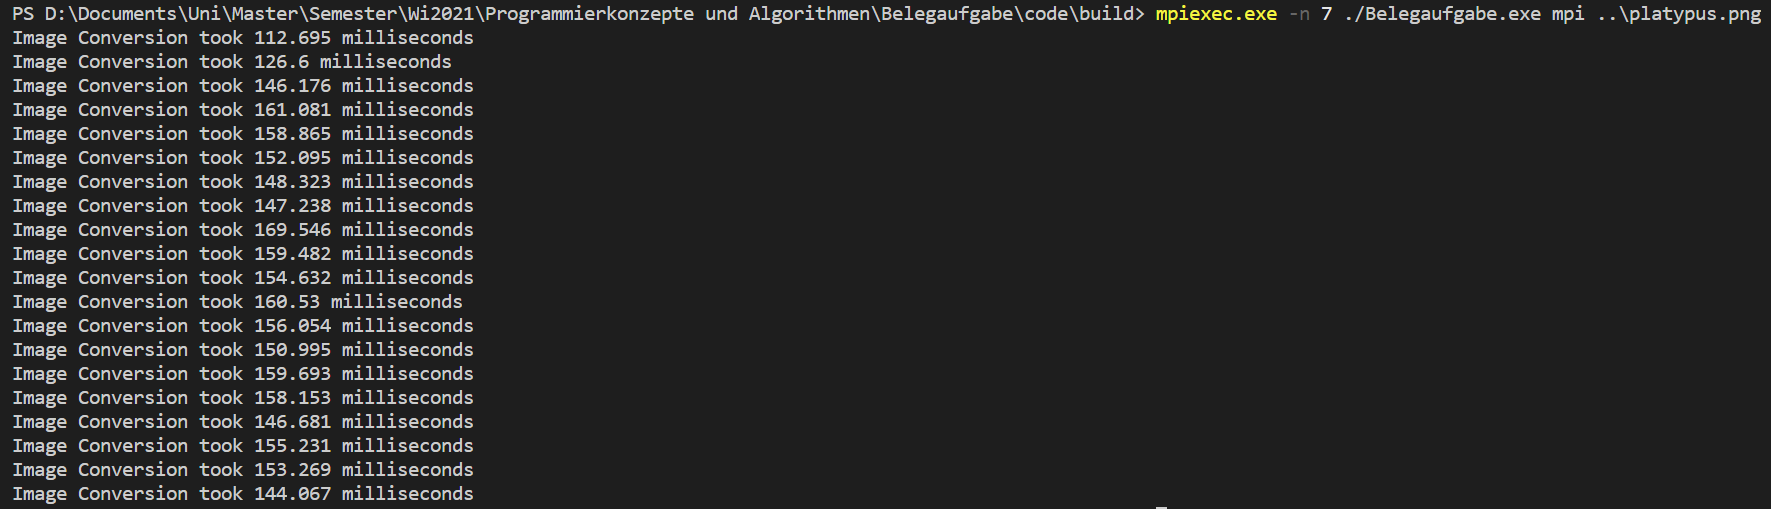 PS D:\Documents\Uni\Master\Semester\Wi2021\Programmierkonzepte und Algorithmen\Belegaufgabe\code\build> mpiexec.exe -n 7 ./Belegaufgabe.exe mpi ..\platypus.png
Image Conversion took 112.695 milliseconds
Image Conversion took 126.6 milliseconds
Image Conversion took 146.176 milliseconds
Image Conversion took 161.081 milliseconds
Image Conversion took 158.865 milliseconds
Image Conversion took 152.095 milliseconds
Image Conversion took 148.323 milliseconds
Image Conversion took 147.238 milliseconds
Image Conversion took 169.546 milliseconds
Image Conversion took 159.482 milliseconds
Image Conversion took 154.632 milliseconds
Image Conversion took 160.53 milliseconds
Image Conversion took 156.054 milliseconds
Image Conversion took 150.995 milliseconds
Image Conversion took 159.693 milliseconds
Image Conversion took 158.153 milliseconds
Image Conversion took 146.681 milliseconds
Image Conversion took 155.231 milliseconds
Image Conversion took 153.269 milliseconds
Image Conversion took 144.067 milliseconds